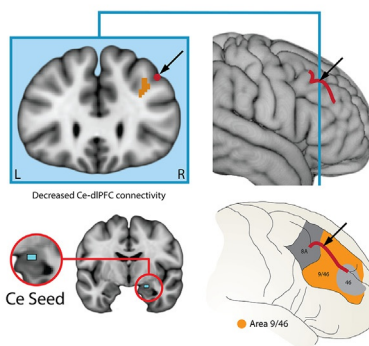 L
R
Decreased Ce-dlPFC connectivity
Ce Seed
8A
9/46
46
Area 9/46